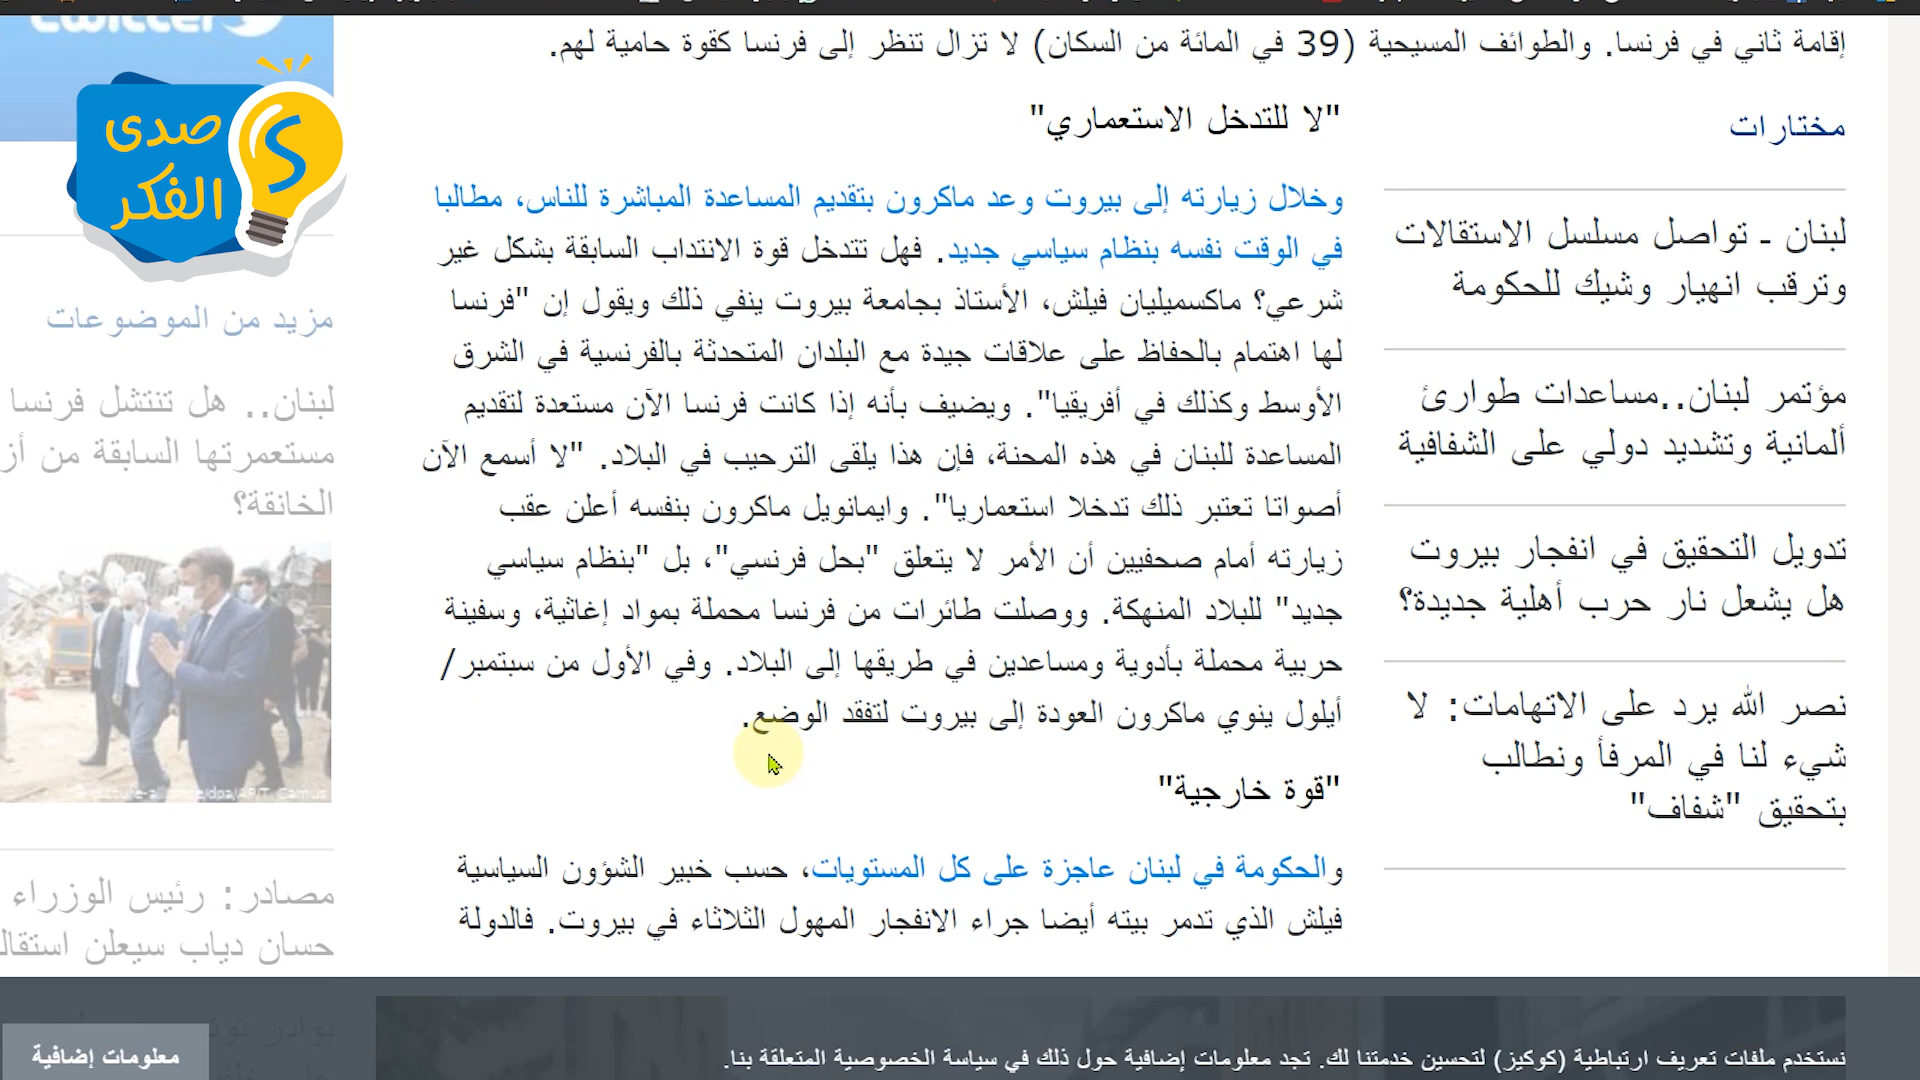 إقامة ثاني في فرنسا. والطوائف المسيحية (39 في المائة من السكان) لا تزال تنظر إلى فرنسا كقوة حامية لهم.
"لا للتدخل الاستعماري"
وخلال زيارته إلى بيروت وعد ماكرون بتقديم المساعدة المباشرة للناس، مطالبا
في الوقت نفسه بنظام سياسي جديد. فهل تتدخل قوة الانتداب السابقة بشكل غير
شرعي؟ ماكسميليان فيلش، الأستاذ بجامعة بيروت ينفي ذلك ويقول إن "فرنسا
لها اهتمام بالحفاظ على علاقات جيدة مع البلدان المتحدثة بالفرنسية في الشرق
الأوسط وكذلك في أفريقيا". ويضيف بأنه إذا كانت فرنسا الآن مستعدة لتقديم
المساعدة للبنان في هذه المحنة، فإن هذا يلقى الترحيب في البلاد. "لا أسمع الآن
أصواتا تعتبر ذلك تدخلا استعماريا". وايمانويل ماكرون بنفسه أعلن عقب
زيارته أمام صحفيين أن الأمر لا يتعلق "بحل فرنسي"، بل "بنظام سياسي
جديد" للبلاد المنهكة. ووصلت طائرات من فرنسا محملة بمواد إغاثية، وسفينة
حربية محملة بأدوية ومساعدين في طريقها إلى البلاد. وفي الأول من سبتمبر/
أيلول ينوي ماكرون العودة إلى بيروت لتفقد الوضع.
"قوة خارجية"
والحكومة في لبنان عاجزة على كل المستويات، حسب خبير الشؤون السياسية
فيلش الذي تدمر بيته أيضا جراء الانفجار المهول الثلاثاء في بيروت. فالدولة
مختارات
لبنان ـ تواصل مسلسل الاستقالات
وترقب انهيار وشيك للحكومة
مؤتمر لبنان..مساعدات طوارئ
ألمانية وتشديد دولي على الشفافية
تدويل التحقيق في انفجار بيروت
هل يشعل نار حرب أهلية جديدة؟
نصر الله يرد على الاتهامات: لا
شيء لنا في المرفأ ونطالب
بتحقيق "شفاف"
twitter
صدى
الفكر
مزيد من الموضوعات
لبنان.. هل تنتشل فرنسا
مستعمرتها السابقة من أز
الخانقة؟
picture-alliance/dpa/AP/T. Camus
مصادر: رئيس الوزراء
حسان دياب سيعلن استقال
نستخدم ملفات تعريف ارتباطية (كوكيز) لتحسين خدمتنا لك. تجد معلومات إضافية حول ذلك في سياسة الخصوصية المتعلقة بنا.
معلومات إضافية